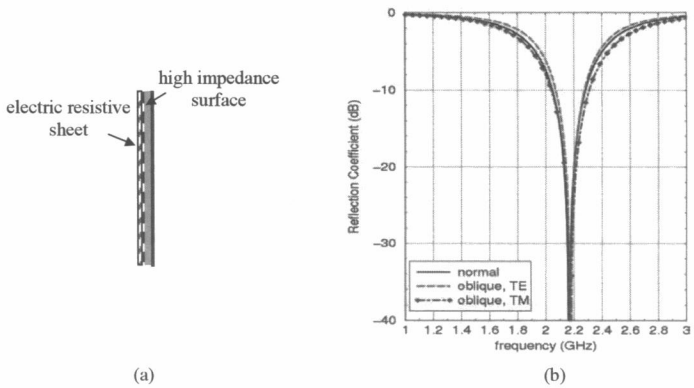 electric resistive
sheet
high impedance
surface
(a)
Reflection Coefficient (dB)
0
−10
−20
−30
−40
normal
oblique, TE
oblique, TM
1 1.2 1.4 1.6 1.8 2 2.2 2.4 2.6 2.8 3
frequency (GHz)
(b)